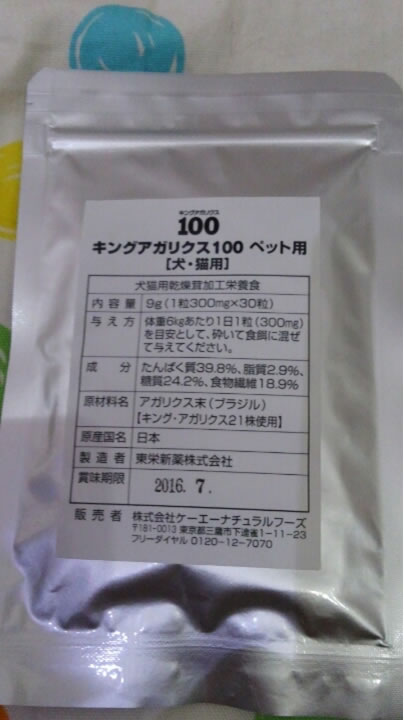 キングアガリクス
100
キングアガリクス100 ペット用
【犬・猫用】
犬猫用乾燥茸加工栄養食
内容量 9g（1粒300mg×30粒）
与え方 体重6kgあたり1日1粒（300mg）
を目安として、砕いて食餌に混ぜ
て与えてください。
成分 たんぱく質39.8%、脂質2.9%、
糖質24.2%、食物繊維18.9%
原材料名 アガリクス末（ブラジル）
【キング・アガリクス21株使用】
原産国名 日本
製造者 東栄新薬株式会社
賞味期限 2016. 7.
販売者 株式会社ケーエーナチュラルフーズ
〒181-0013 東京都三鷹市下連雀1-11-23
フリーダイヤル 0120-12-7070